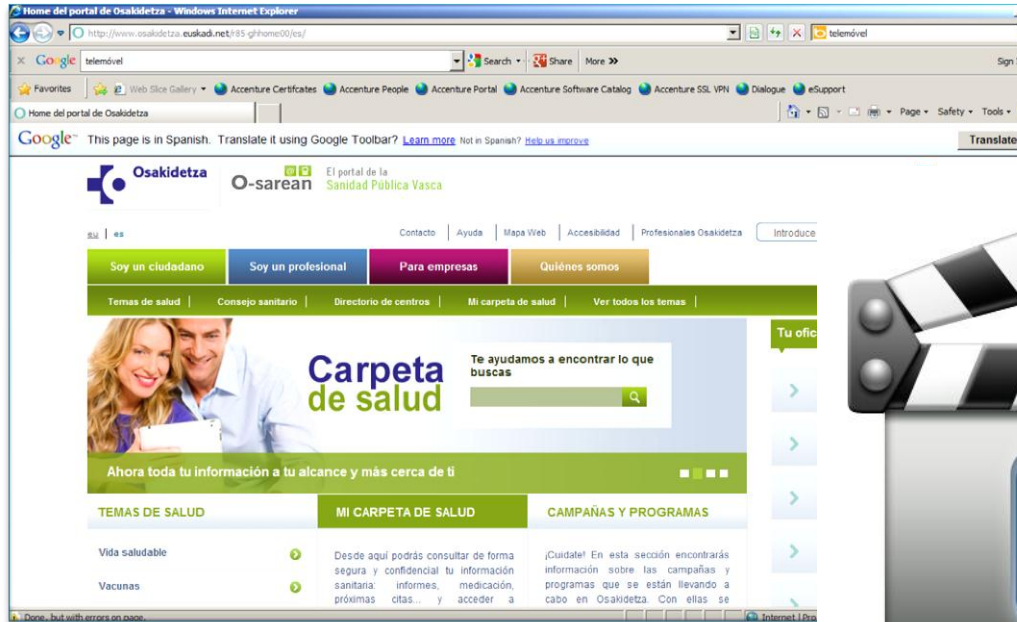 Home del portal de Osakidetza - Windows Internet Explorer
http://www.osakidetza.euskadi.net/r85-ghhome00/es/
telemóvel
Google telemóvel Search Share More Sign
Favorites Web Slice Gallery Accenture Certifcates Accenture People Accenture Portal Accenture Software Catalog Accenture SSL VPN Dialogue eSupport
Home del portal de Osakidetza
Page Safety Tools
Google This page is in Spanish. Translate it using Google Toolbar? Learn more Not in Spanish? Help us improve Translate
Osakidetza
O-sarean
El portal de la
Sanidad Pública Vasca
eu | es
Contacto | Ayuda | Mapa Web | Accesibilidad | Profesionales Osakidetza
Introduce
Soy un ciudadano Soy un profesional Para empresas Quiénes somos
Temas de salud | Consejo sanitario | Directorio de centros | Mi carpeta de salud | Ver todos los temas |
Carpeta
de salud
Te ayudamos a encontrar lo que
buscas
Tu ofic
Ahora toda tu información a tu alcance y más cerca de ti
TEMAS DE SALUD
Vida saludable
Vacunas
MI CARPETA DE SALUD
Desde aquí podrás consultar de forma
segura y confidencial tu información
sanitaria: informes, medicación,
próximas citas... y acceder a
CAMPAÑAS Y PROGRAMAS
¡Cuidate! En esta sección encontrarás
información sobre las campañas y
programas que se están llevando a
cabo en Osakidetza. Con ellas se
Done, but with errors on page.
Internet | Pro